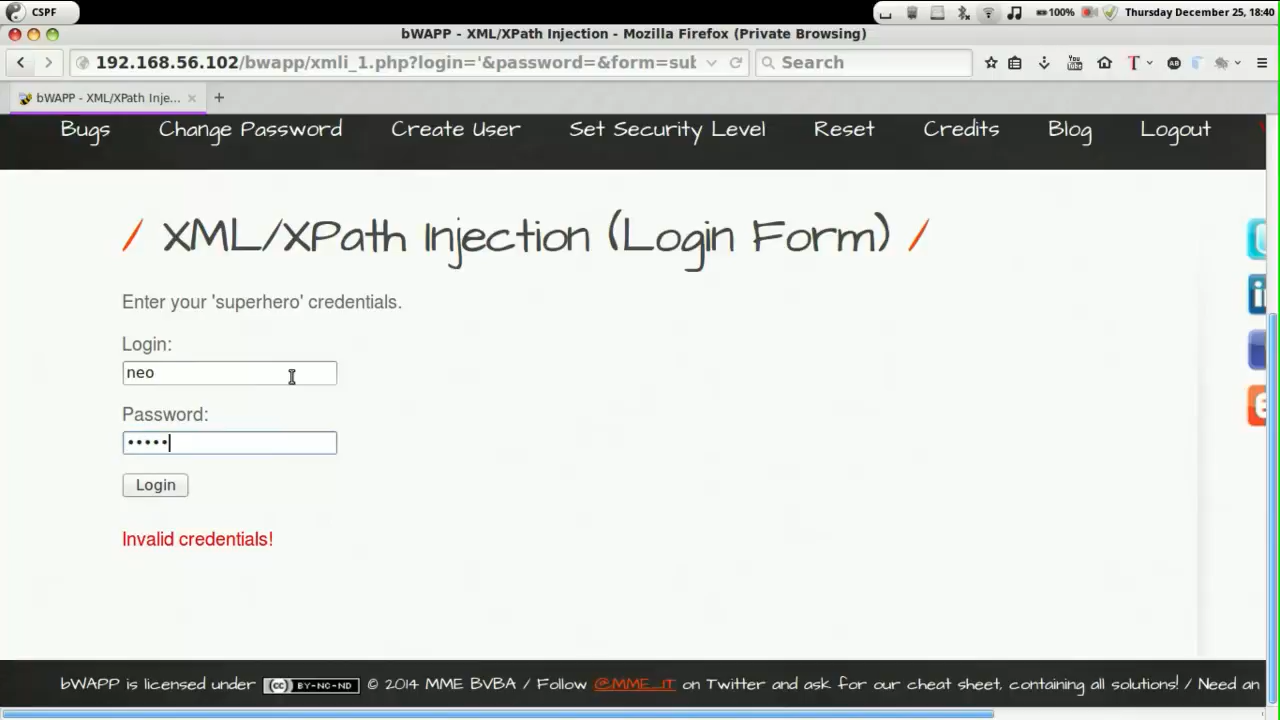 CSPF
100%
Thursday December 25, 18:40
bWAPP - XML/XPath Injection - Mozilla Firefox (Private Browsing)
192.168.56.102/bwapp/xmli_1.php?login='&password=&form=sub
Search
bWAPP - XML/XPath Inje...
Bugs Change Password Create User Set Security Level Reset Credits Blog Logout
/ XML/XPath Injection (Login Form) /
Enter your 'superhero' credentials.
Login:
neo
Password:
•••••
Login
Invalid credentials!
bWAPP is licensed under CC BY-NC-ND © 2014 MME BVBA / Follow @MME_IT on Twitter and ask for our cheat sheet, containing all solutions! / Need an